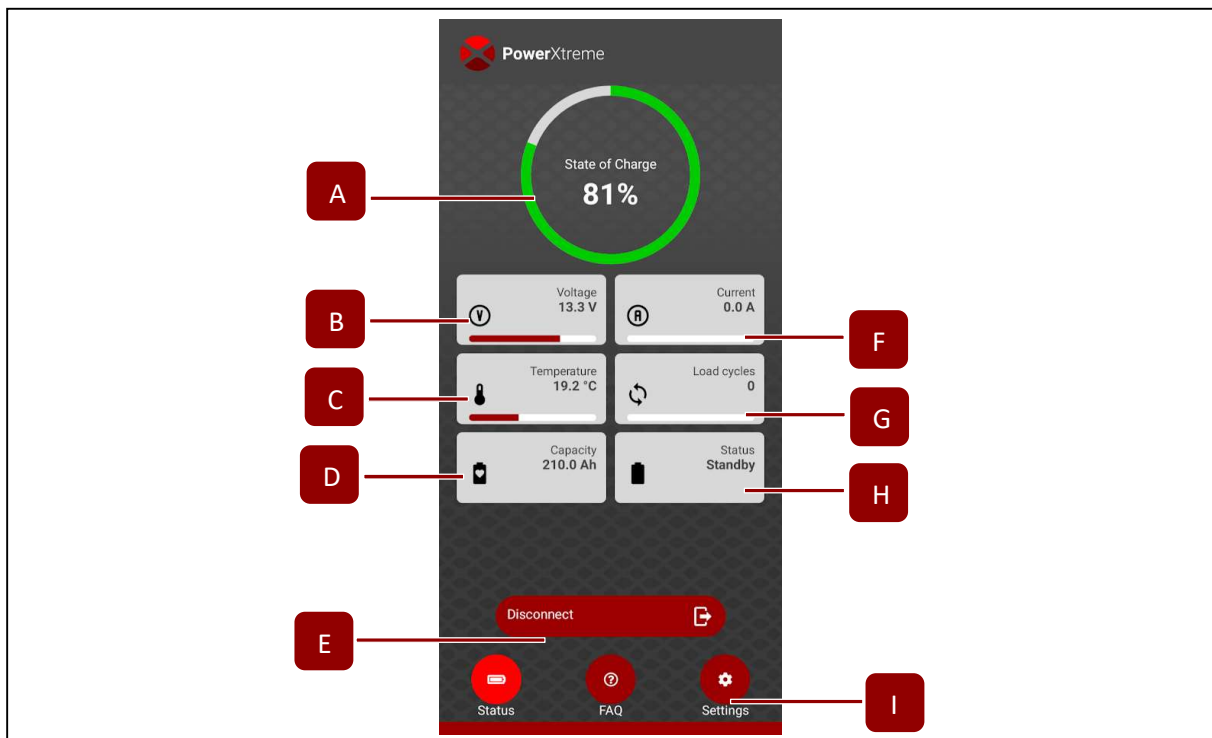 PowerXtreme
State of Charge
81%
A
Voltage
13.3 V
Current
0.0 A
B
F
Temperature
19.2 °C
Load cycles
0
C
G
Capacity
210.0 Ah
Status
Standby
D
H
Disconnect
E
Status
FAQ
Settings
I